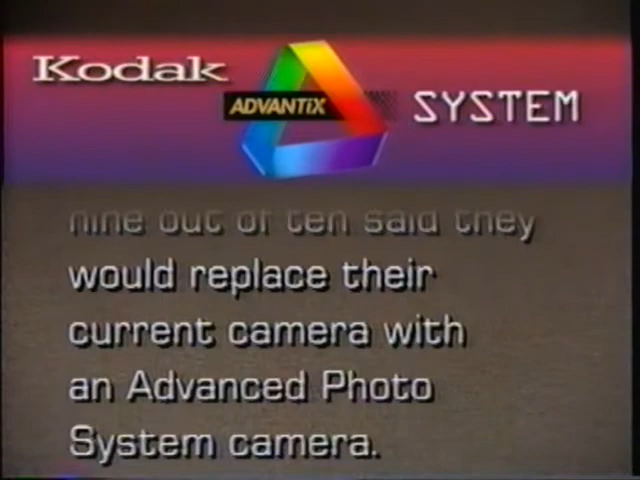 Kodak
ADVANTiX SYSTEM
nine out of ten said they
would replace their
current camera with
an Advanced Photo
System camera.